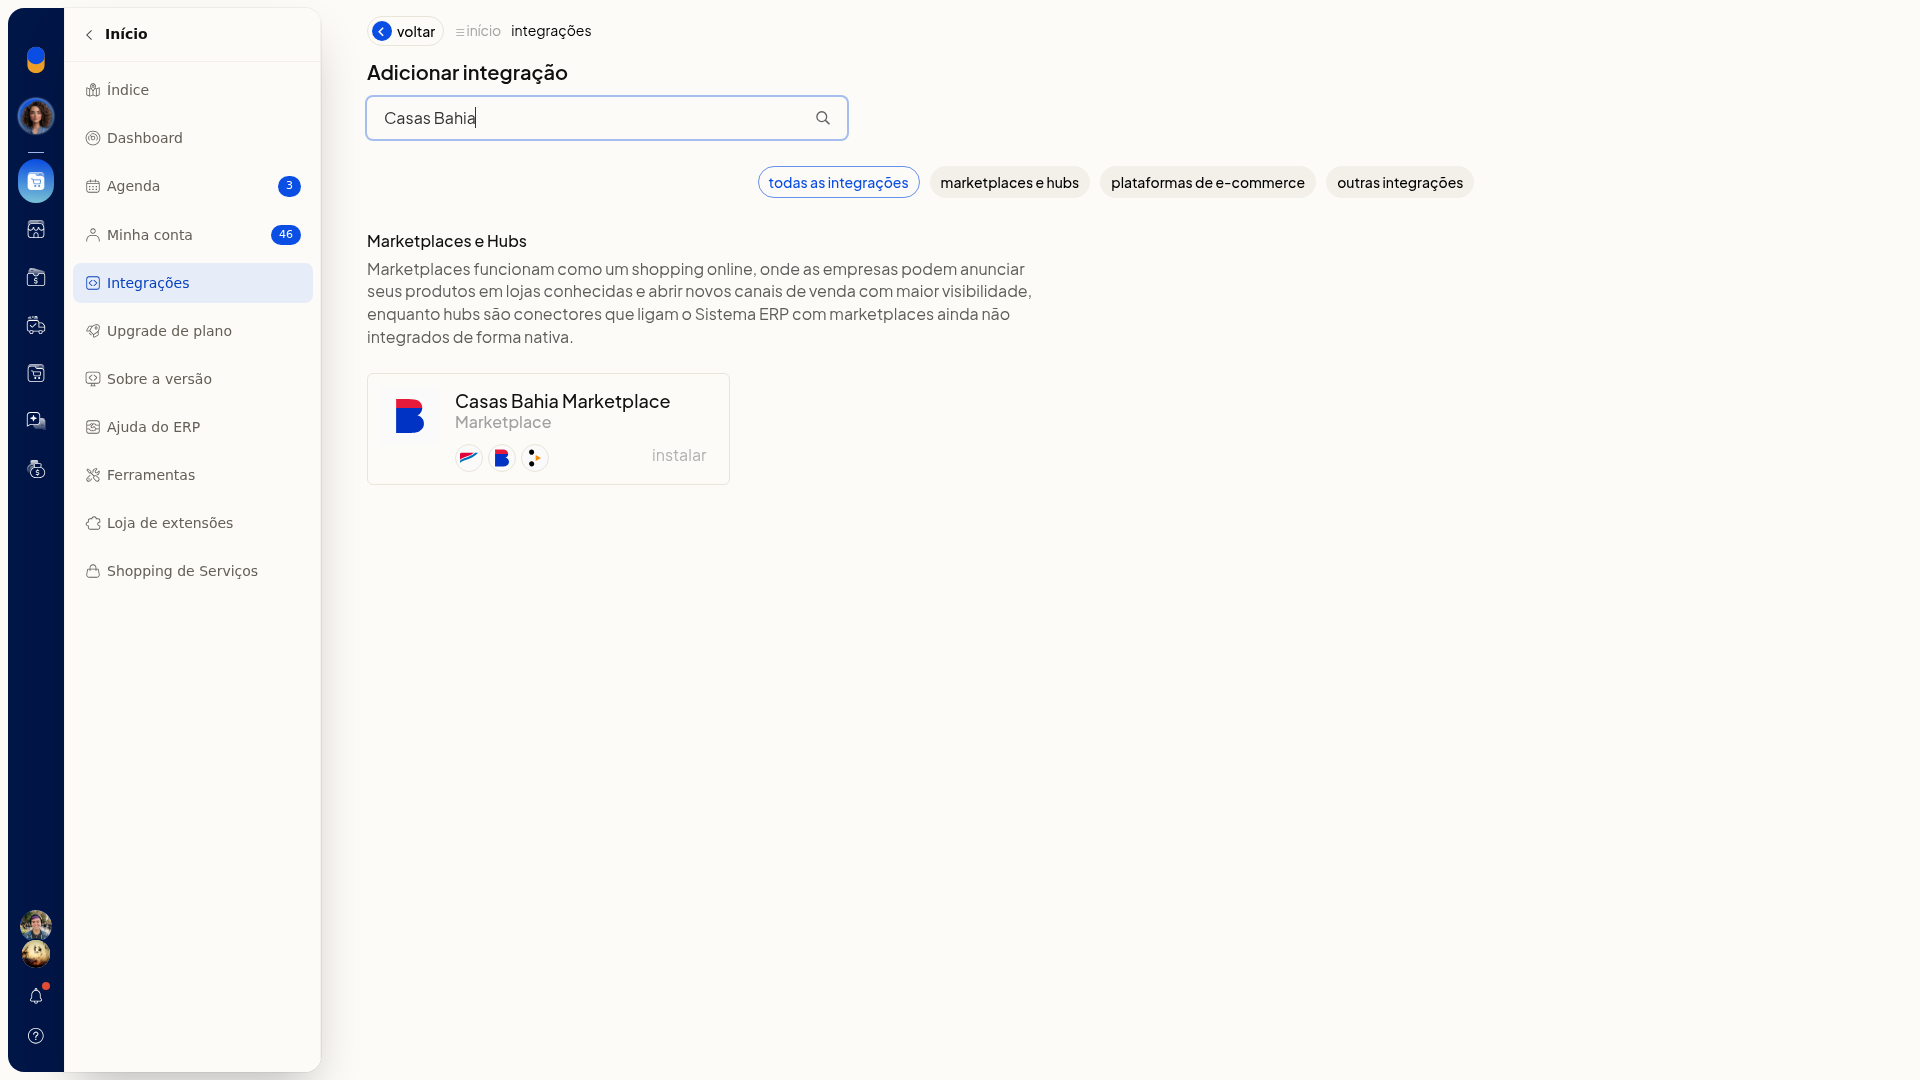 Início
Índice
Dashboard
Agenda
3
Minha conta
46
Integrações
Upgrade de plano
Sobre a versão
Ajuda do ERP
Ferramentas
Loja de extensões
Shopping de Serviços
voltar
início
integrações
Adicionar integração
Casas Bahia
todas as integrações
marketplaces e hubs
plataformas de e-commerce
outras integrações
Marketplaces e Hubs
Marketplaces funcionam como um shopping online, onde as empresas podem anunciar
seus produtos em lojas conhecidas e abrir novos canais de venda com maior visibilidade,
enquanto hubs são conectores que ligam o Sistema ERP com marketplaces ainda não
integrados de forma nativa.
Casas Bahia Marketplace
Marketplace
instalar